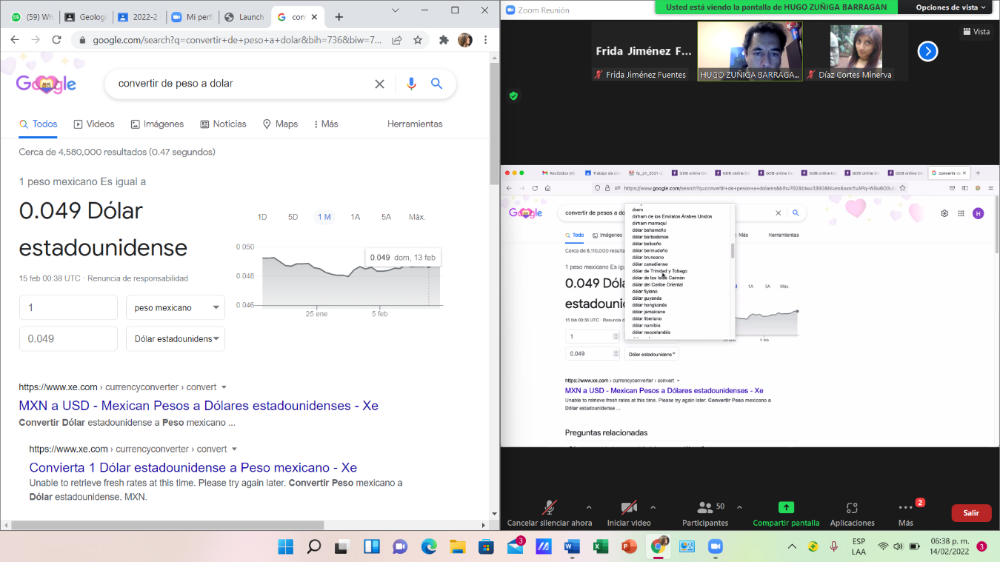 (59) Wh
Geologi
2022-2
Mi perfi
Launch
con
google.com/search?q=convertir+de+peso+a+dolar&bih=736&biw=7...
Google
convertir de peso a dolar
Todos
Videos
Imágenes
Noticias
Maps
Más
Herramientas
Cerca de 4,580,000 resultados (0.47 segundos)
1 peso mexicano Es igual a
0.049 Dólar
estadounidense
15 feb 00:38 UTC · Renuncia de responsabilidad
1
peso mexicano
0.049
Dólar estadounidens
1D
5D
1 M
1A
5A
Máx.
0.050
0.048
0.046
0.049 dom, 13 feb
25 ene
5 feb
https://www.xe.com › currencyconverter › convert
MXN a USD - Mexican Pesos a Dólares estadounidenses - Xe
Convertir Dólar estadounidense a Peso mexicano ...
https://www.xe.com › currencyconverter › convert
Convierta 1 Dólar estadounidense a Peso mexicano - Xe
Unable to retrieve fresh rates at this time. Please try again later. Convertir Peso mexicano a
Dólar estadounidense. MXN.
Zoom Reunión
Usted está viendo la pantalla de HUGO ZUÑIGA BARRAGAN
Opciones de vista
Vista
Frida Jiménez F...
Frida Jiménez Fuentes
HUGO ZUÑIGA BARRAGA...
Díaz Cortes Minerva
Recibidos (4)
Trabajo de cla
fp_p1_2021-2
GDB online De
GDB online De
GDB online De
GDB online De
GDB online De
GDB online De
convertir de
https://www.google.com/search?q=convertir+de+pesos+a+dolares&bih=702&biw=1390&hl=es&sxsrf=APq-WBu6O3u
Google
H
convertir de pesos a do
Todo
Imágenes
Más
Herramientas
Cerca de 8,110,000 resulta
1 peso mexicano Es igu
0.049 Dóla
estadounid
15 feb 00:36 UTC · Renuncia d
1
0.049
Dólar estadounidens
1A
5A
Máx.
5 feb
dram
dírham de los Emiratos Árabes Unidos
dírham marroquí
dólar bahameño
dólar barbadense
dólar beliceño
dólar bermudeño
dólar bruneano
dólar canadiense
dólar de Trinidad y Tobago
dólar de las Islas Caimán
dólar del Caribe Oriental
dólar fiyiano
dólar guyanés
dólar hongkonés
dólar jamaicano
dólar liberiano
dólar namibio
dólar neozelandés
https://www.xe.com › currencyconverter › convert
MXN a USD - Mexican Pesos a Dólares estadounidenses - Xe
Unable to retrieve fresh rates at this time. Please try again later. Convertir Peso mexicano a
Dólar estadounidense ...
Preguntas relacionadas
Cancelar silenciar ahora
Iniciar video
50
Participantes
Compartir pantalla
Aplicaciones
2
Más
Salir
3
ESP
LAA
06:38 p. m.
14/02/2022
3